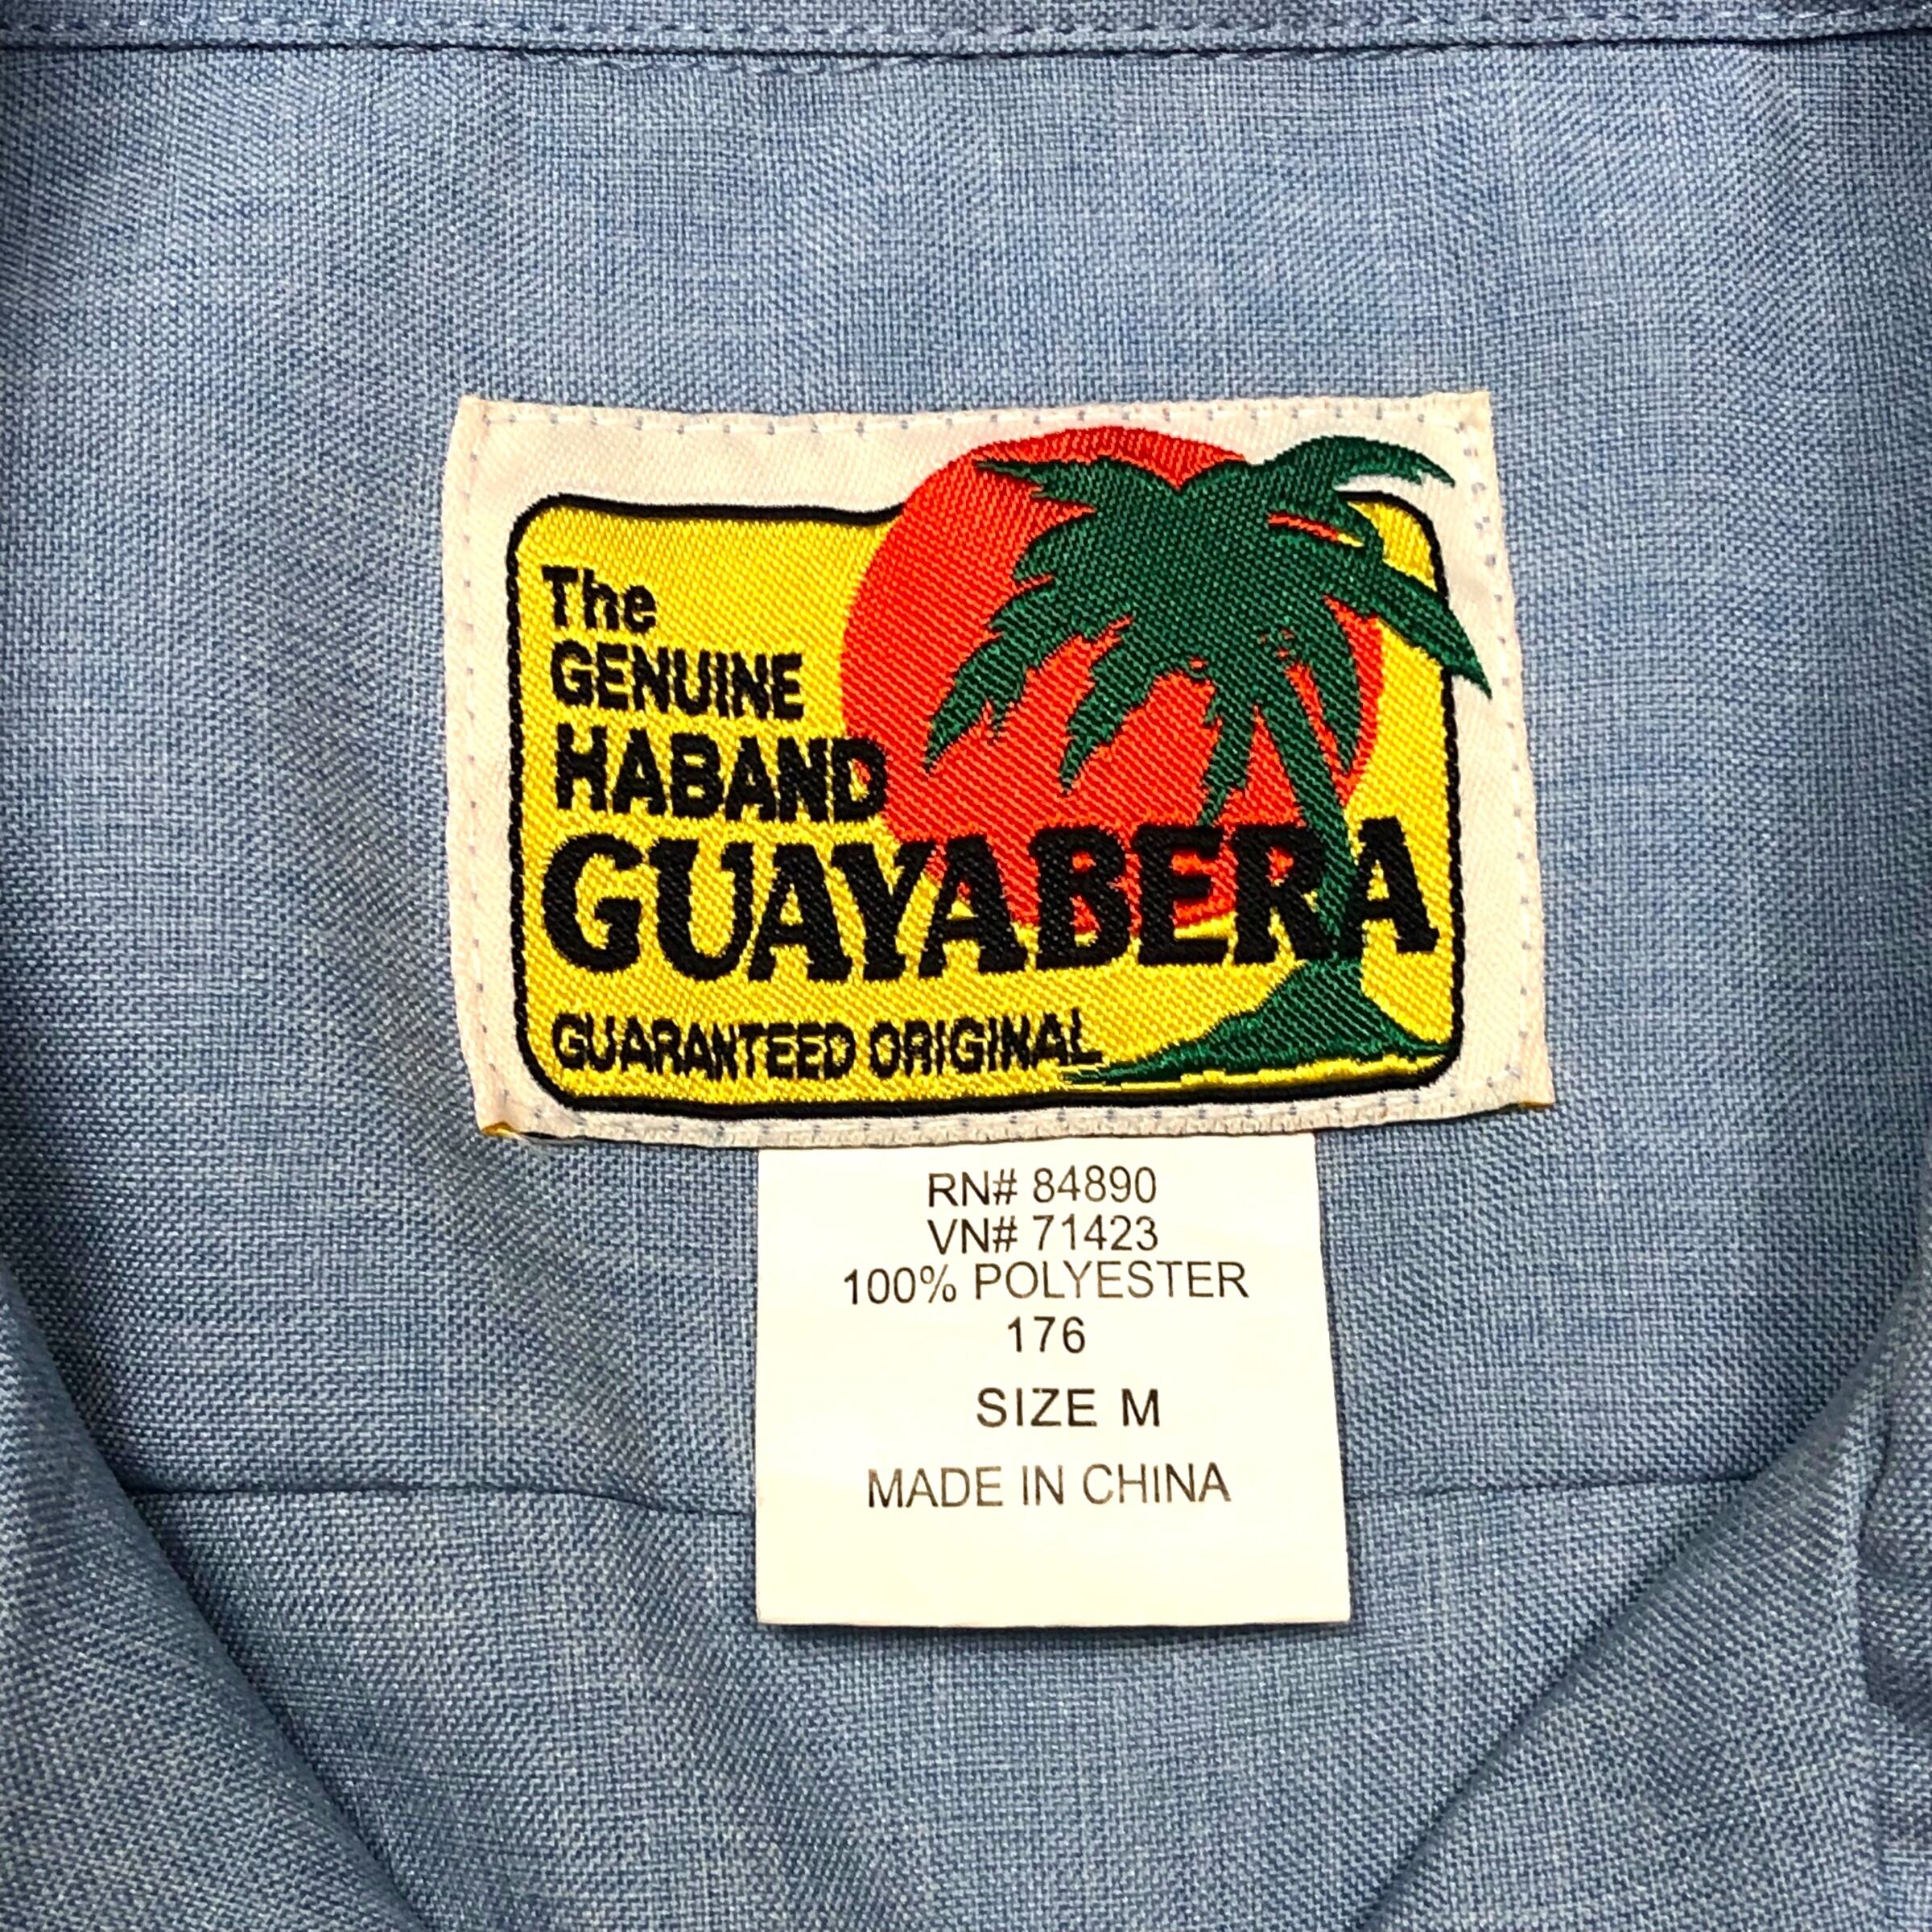 The
GENUINE
HABAND
GUAYABERA
GUARANTEED ORIGINAL
RN# 84890
VN# 71423
100% POLYESTER
176
SIZE M
MADE IN CHINA